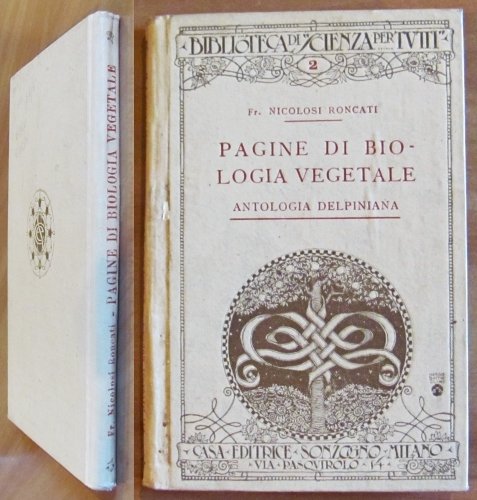 Fr. Nicolosi Roncati - PAGINE DI BIOLOGIA VEGETALE
BIBLIOTECA DE "SCIENZA PER TUTTI"
2
Fr. NICOLOSI RONCATI
PAGINE DI BIO-
LOGIA VEGETALE
ANTOLOGIA DELPINIANA
CASA-EDITRICE-SONZOGNO-MILANO
-VIA-PASQUIROLO-14-